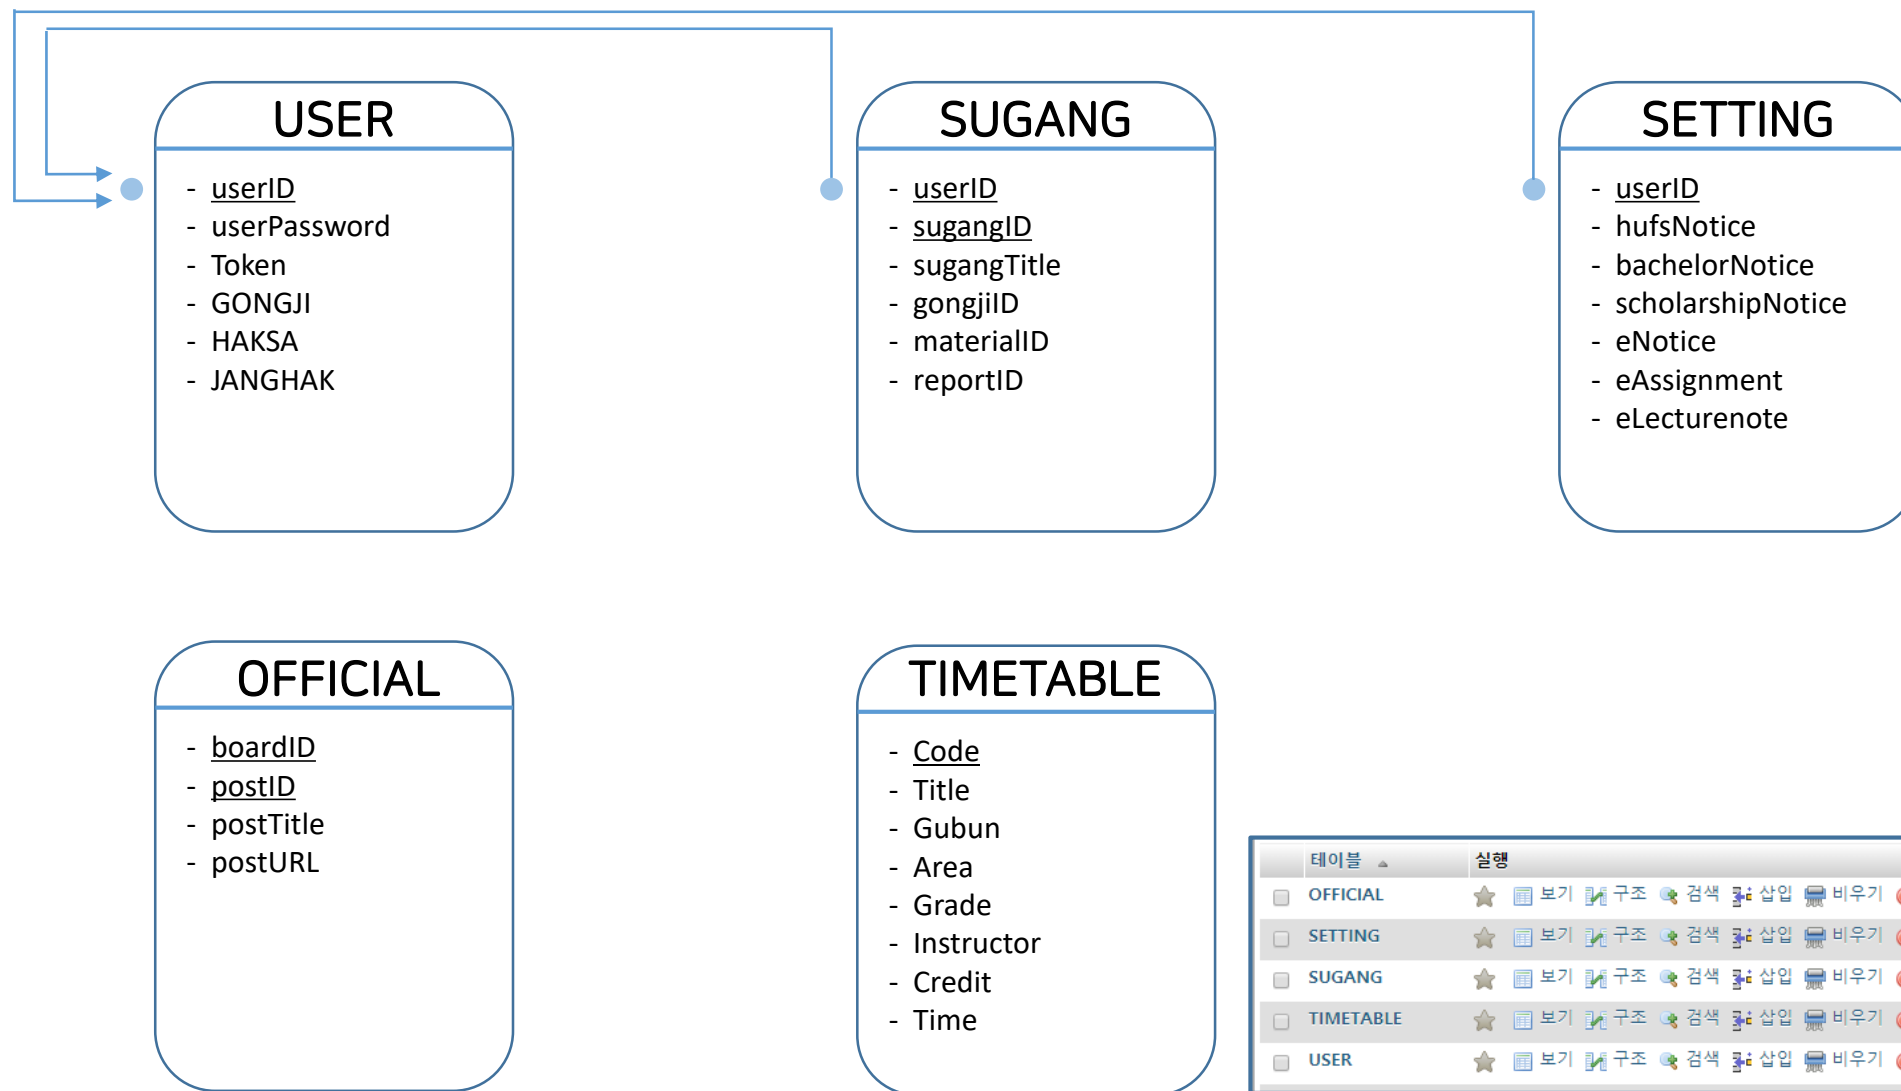 USER
- userID
- userPassword
- Token
- GONGJI
- HAKSA
- JANGHAK
SUGANG
- userID
- sugangID
- sugangTitle
- gongjiID
- materialID
- reportID
SETTING
- userID
- hufsNotice
- bachelorNotice
- scholarshipNotice
- eNotice
- eAssignment
- eLecturenote
OFFICIAL
- boardID
- postID
- postTitle
- postURL
TIMETABLE
- Code
- Title
- Gubun
- Area
- Grade
- Instructor
- Credit
- Time
테이블 실행
OFFICIAL 보기 구조 검색 삽입 비우기
SETTING 보기 구조 검색 삽입 비우기
SUGANG 보기 구조 검색 삽입 비우기
TIMETABLE 보기 구조 검색 삽입 비우기
USER 보기 구조 검색 삽입 비우기